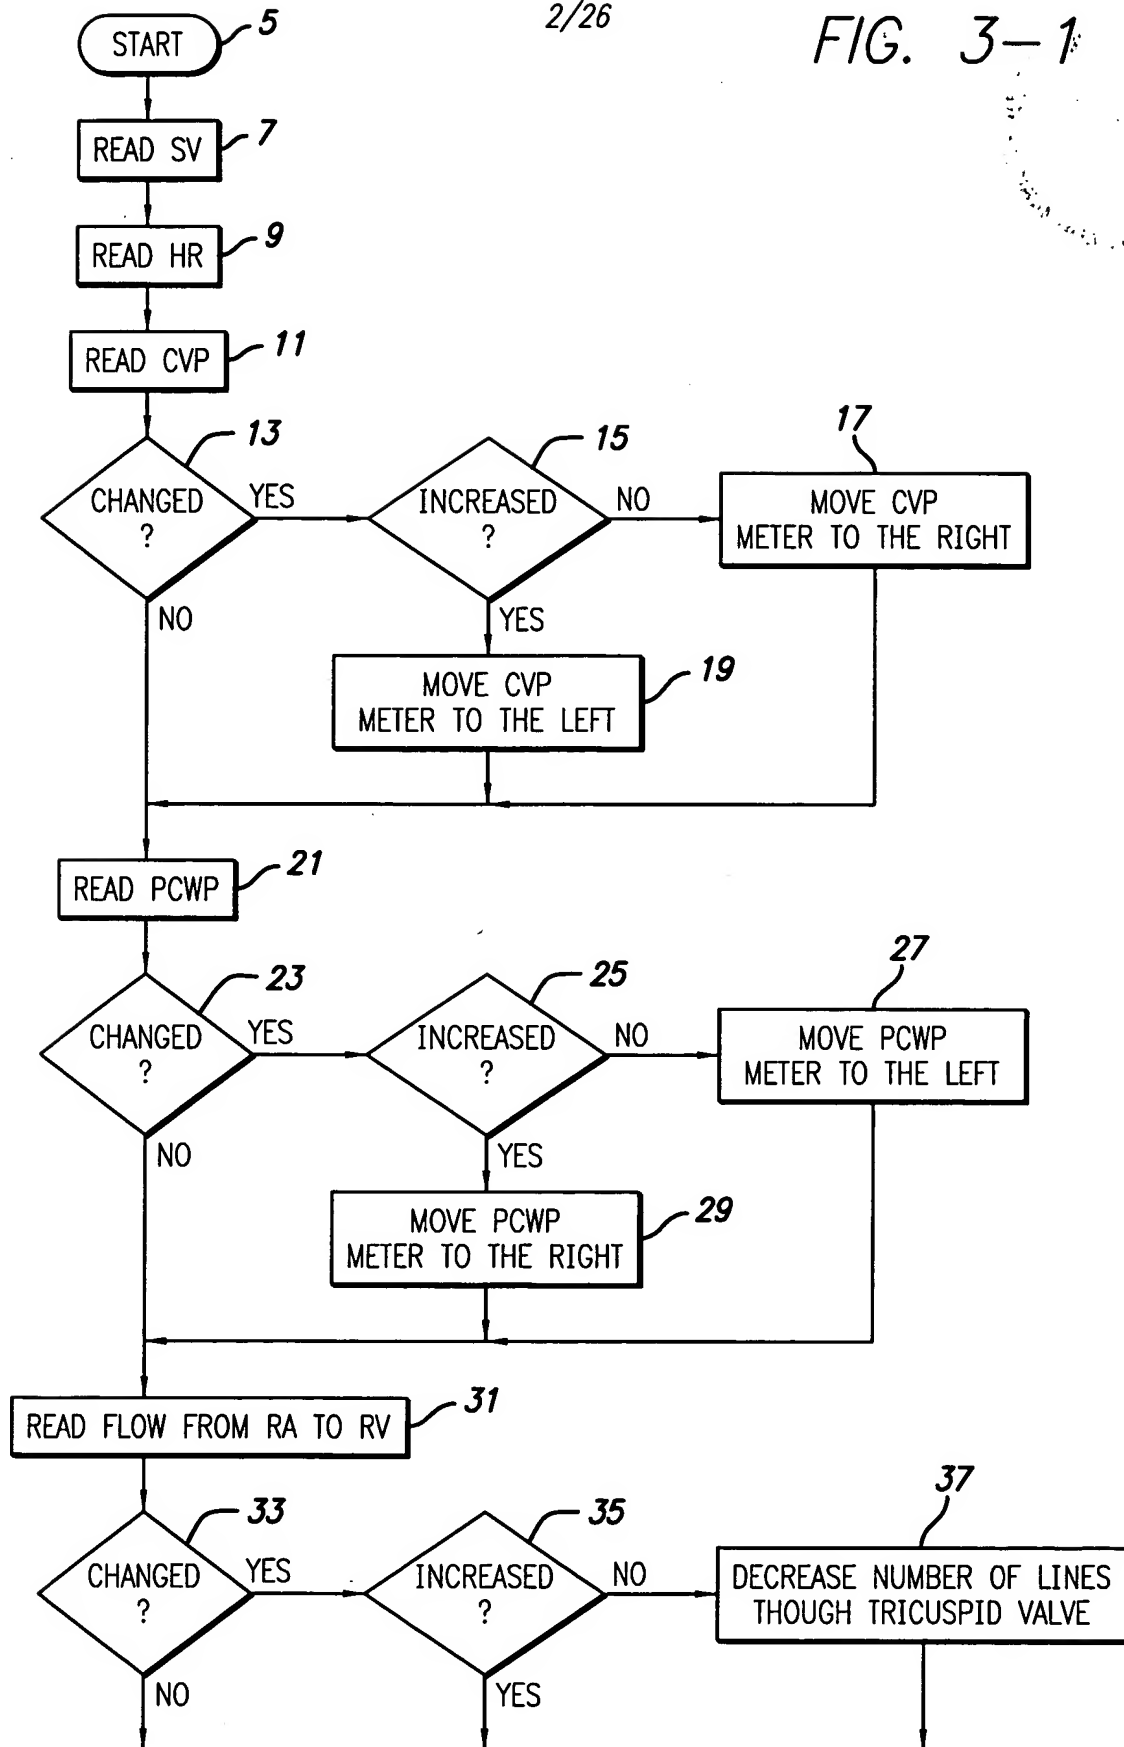 2/26
FIG. 3-1
START
5
READ SV
7
READ HR
9
READ CVP
11
CHANGED
?
13
YES
NO
INCREASED
?
15
NO
YES
MOVE CVP
METER TO THE RIGHT
17
MOVE CVP
METER TO THE LEFT
19
READ PCWP
21
CHANGED
?
23
YES
NO
INCREASED
?
25
NO
YES
MOVE PCWP
METER TO THE LEFT
27
MOVE PCWP
METER TO THE RIGHT
29
READ FLOW FROM RA TO RV
31
CHANGED
?
33
YES
NO
INCREASED
?
35
NO
YES
DECREASE NUMBER OF LINES
THOUGH TRICUSPID VALVE
37